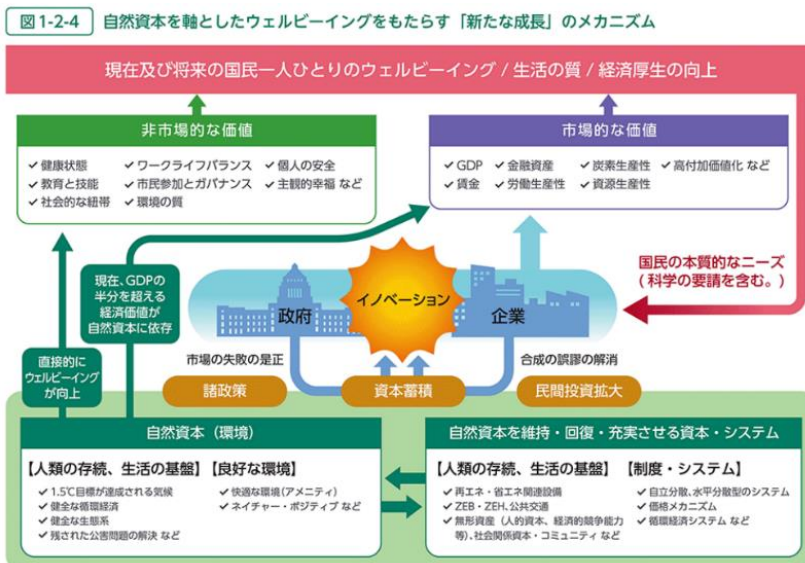 図1-2-4 自然資本を軸としたウェルビーイングをもたらす「新たな成長」のメカニズム
現在及び将来の国民一人ひとりのウェルビーイング / 生活の質 / 経済厚生の向上
非市場的な価値
✓ 健康状態 ✓ ワークライフバランス ✓ 個人の安全
✓ 教育と技能 ✓ 市民参加とガバナンス ✓ 主観的幸福 など
✓ 社会的な紐帯 ✓ 環境の質
市場的な価値
✓ GDP ✓ 金融資産 ✓ 炭素生産性 ✓ 高付加価値化 など
✓ 賃金 ✓ 労働生産性 ✓ 資源生産性
現在、GDPの
半分を超える
経済価値が
自然資本に依存
直接的に
ウェルビーイング
が向上
政府
イノベーション
企業
国民の本質的なニーズ
(科学の要請を含む。)
市場の失敗の是正
合成の誤謬の解消
諸政策
資本蓄積
民間投資拡大
自然資本（環境）
【人類の存続、生活の基盤】
✓ 1.5℃目標が達成される気候
✓ 健全な循環経済
✓ 健全な生態系
✓ 残された公害問題の解決 など
【良好な環境】
✓ 快適な環境（アメニティ）
✓ ネイチャー・ポジティブ など
自然資本を維持・回復・充実させる資本・システム
【人類の存続、生活の基盤】
✓ 再エネ・省エネ関連設備
✓ ZEB・ZEH、公共交通
✓ 無形資産（人的資本、経済的競争能力
等）、社会関係資本・コミュニティ など
【制度・システム】
✓ 自立分散、水平分散型のシステム
✓ 価格メカニズム
✓ 循環経済システム など